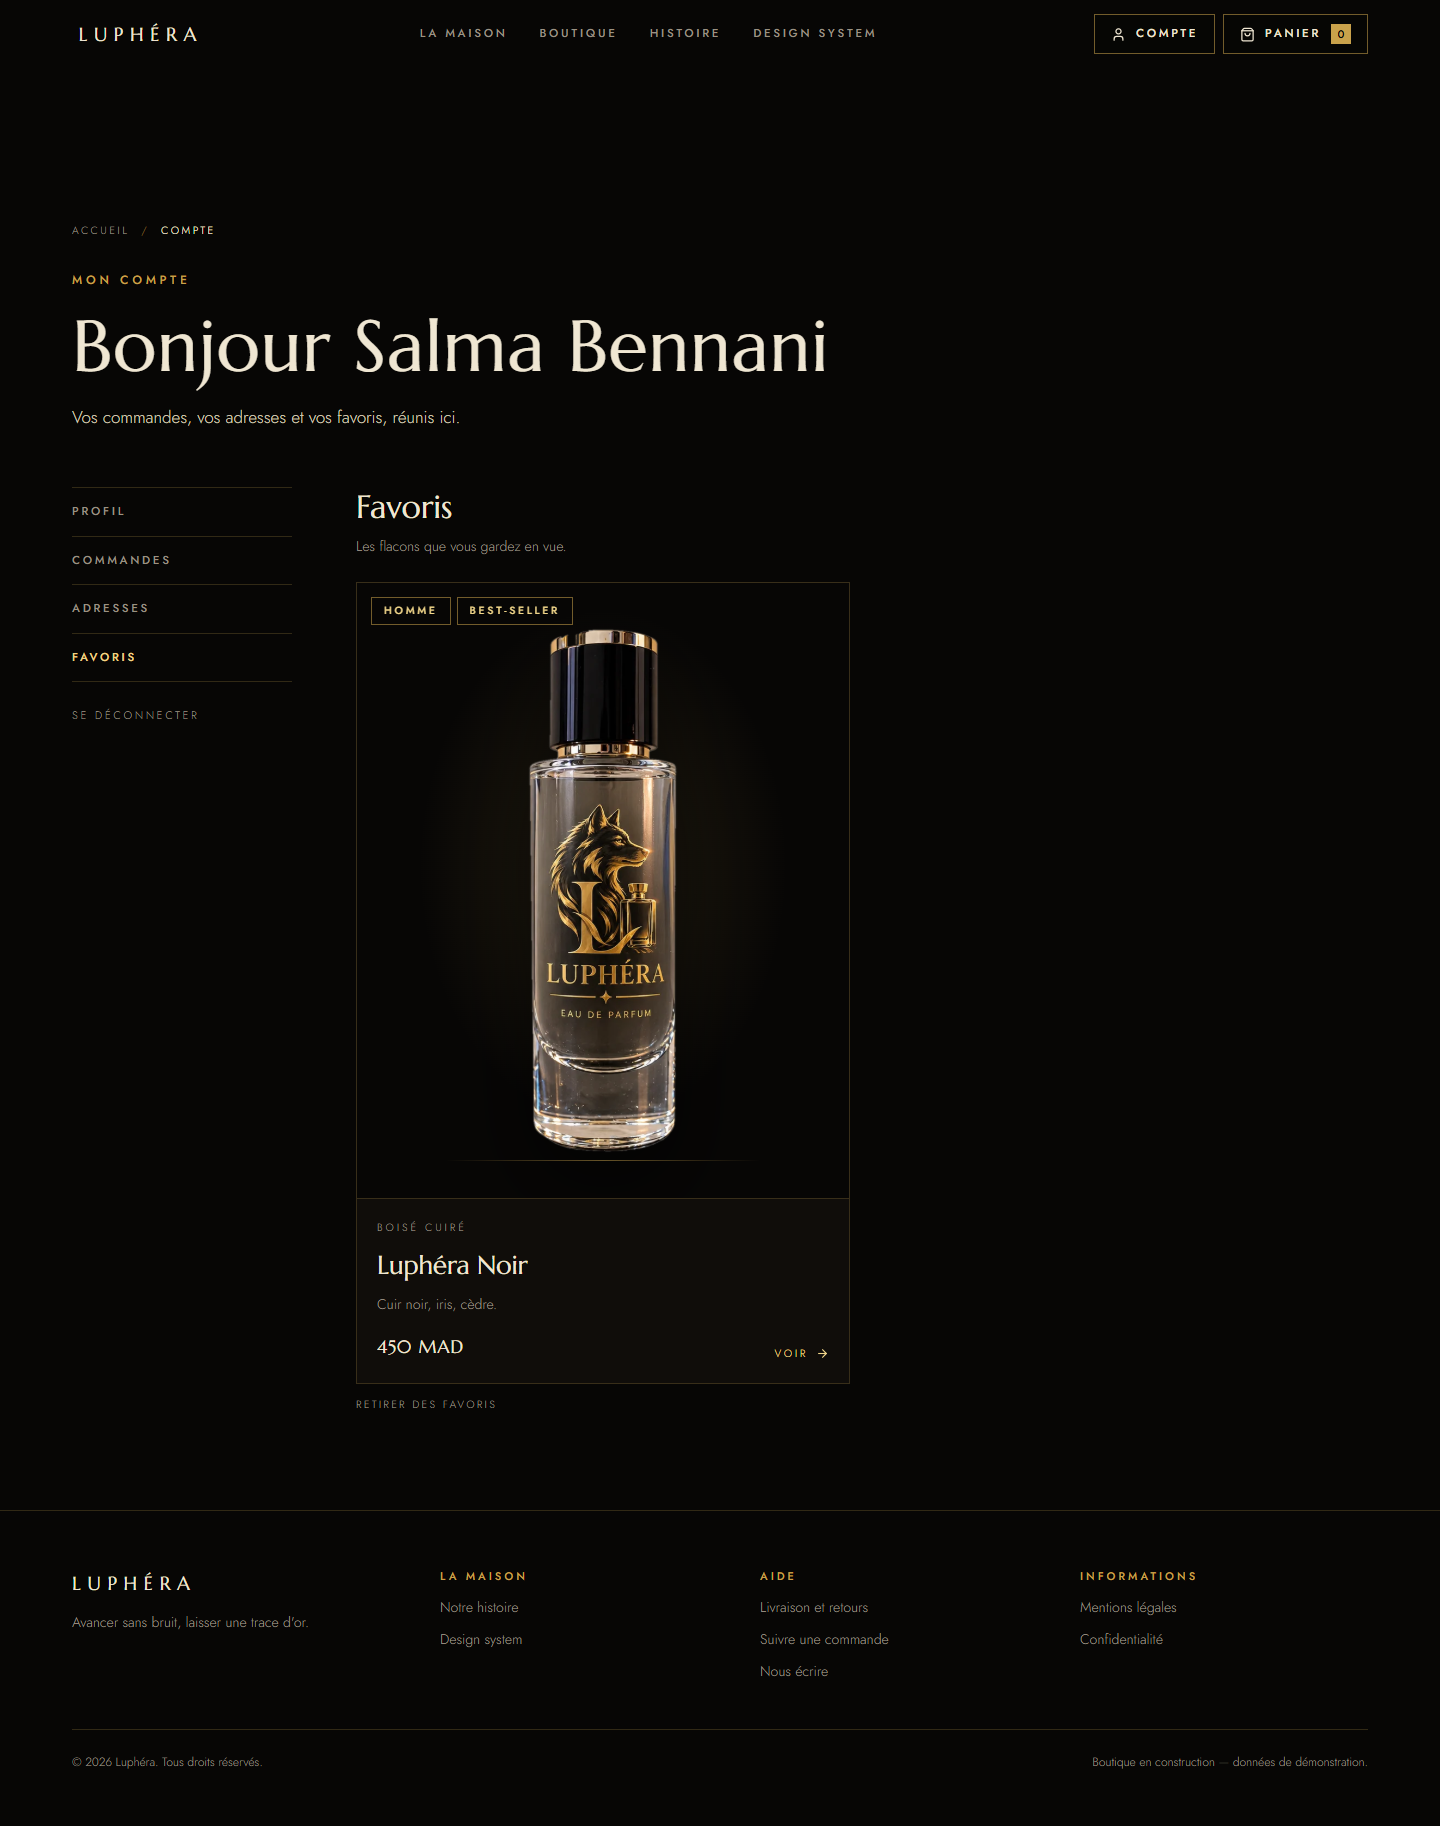 LUPHÉRA
LA MAISON BOUTIQUE HISTOIRE DESIGN SYSTEM
COMPTE PANIER 0
ACCUEIL / COMPTE
MON COMPTE
Bonjour Salma Bennani
Vos commandes, vos adresses et vos favoris, réunis ici.
PROFIL
COMMANDES
ADRESSES
FAVORIS
SE DÉCONNECTER
Favoris
Les flacons que vous gardez en vue.
HOMME BEST-SELLER
L
LUPHÉRA
EAU DE PARFUM
BOISÉ CUIRÉ
Luphéra Noir
Cuir noir, iris, cèdre.
450 MAD
VOIR →
RETIRER DES FAVORIS
LUPHÉRA
Avancer sans bruit, laisser une trace d'or.
LA MAISON
Notre histoire
Design system
AIDE
Livraison et retours
Suivre une commande
Nous écrire
INFORMATIONS
Mentions légales
Confidentialité
© 2026 Luphéra. Tous droits réservés.
Boutique en construction — données de démonstration.